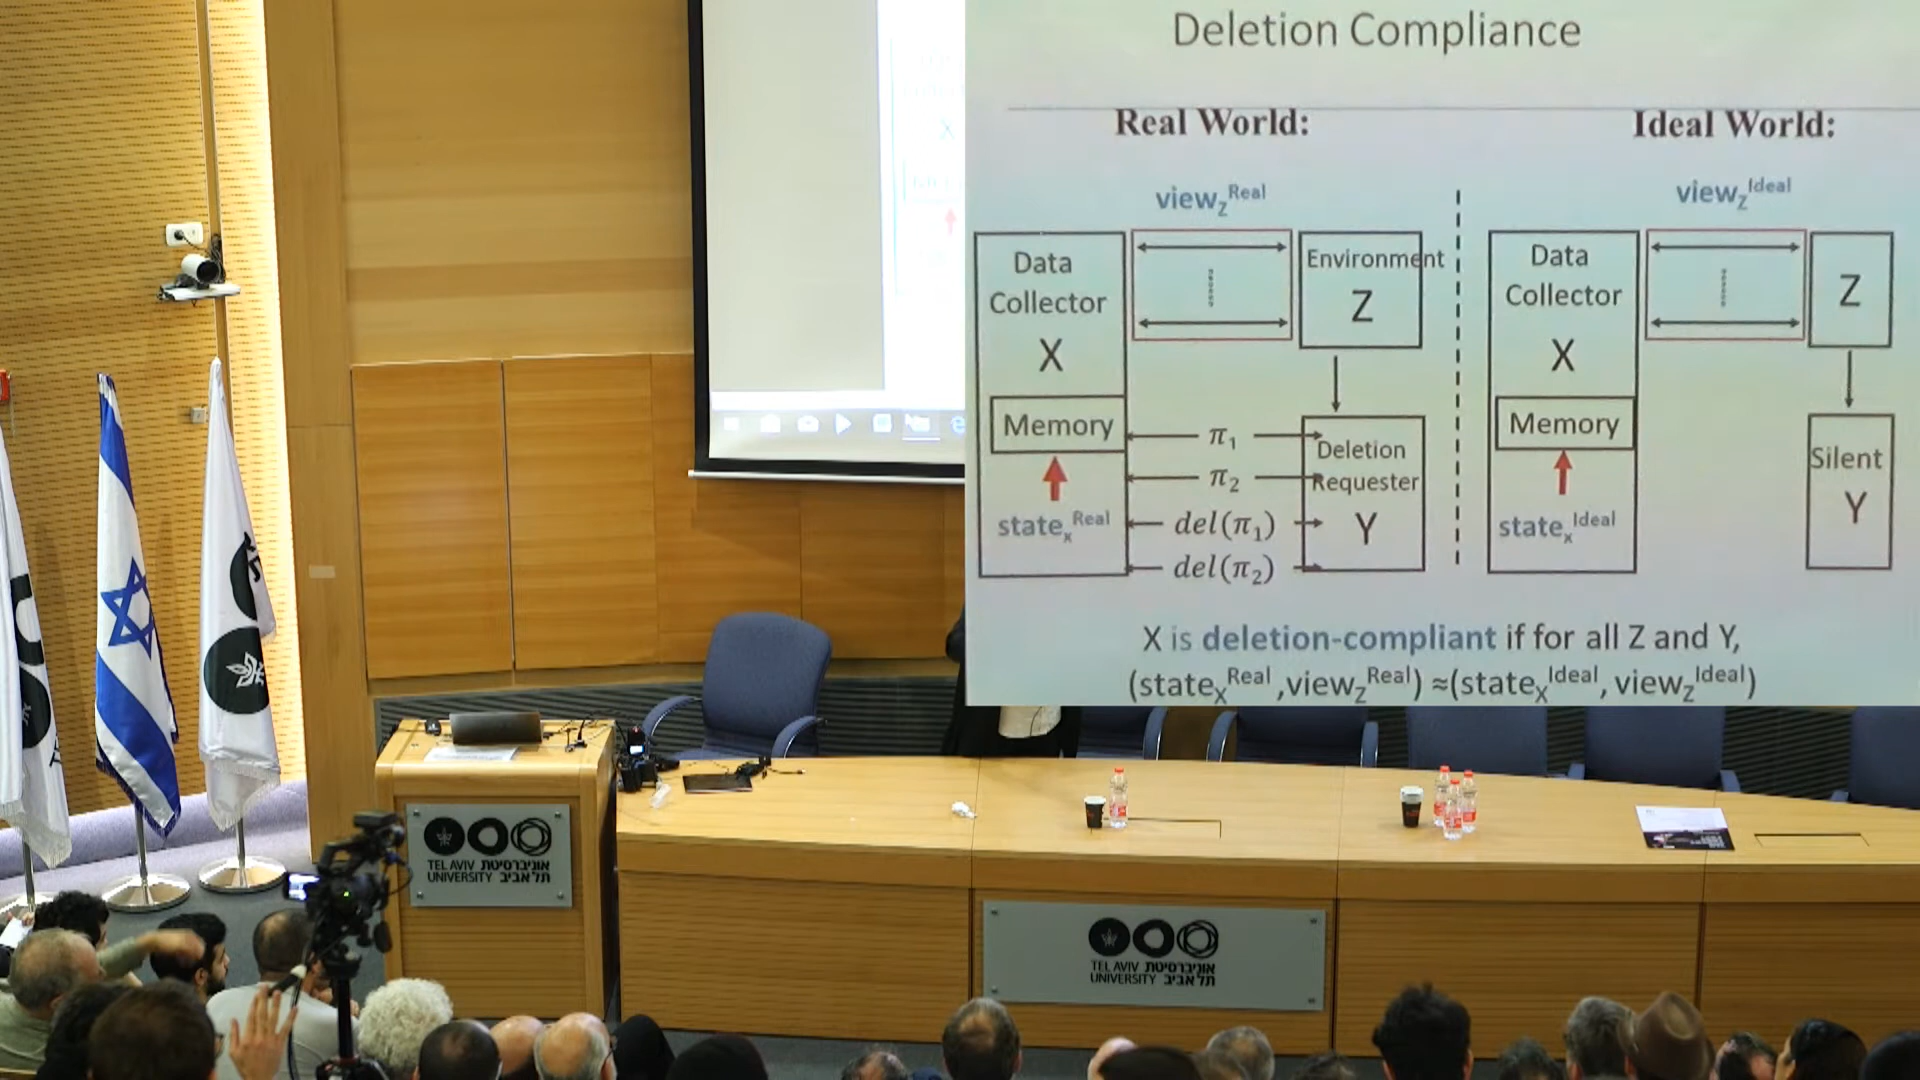 Deletion Compliance
Real World:
Ideal World:
view_Z^Real
view_Z^Ideal
Data
Collector
X
Memory
state_x^Real
Environment
Z
π₁
π₂
del(π₁)
del(π₂)
Deletion
Requester
Y
Data
Collector
X
Memory
state_x^Ideal
Z
Silent
Y
X is deletion-compliant if for all Z and Y,
(state_X^Real ,view_Z^Real) ≈(state_X^Ideal, view_Z^Ideal)
TEL AVIV אוניברסיטת
UNIVERSITY תל אביב
TEL AVIV אוניברסיטת
UNIVERSITY תל אביב